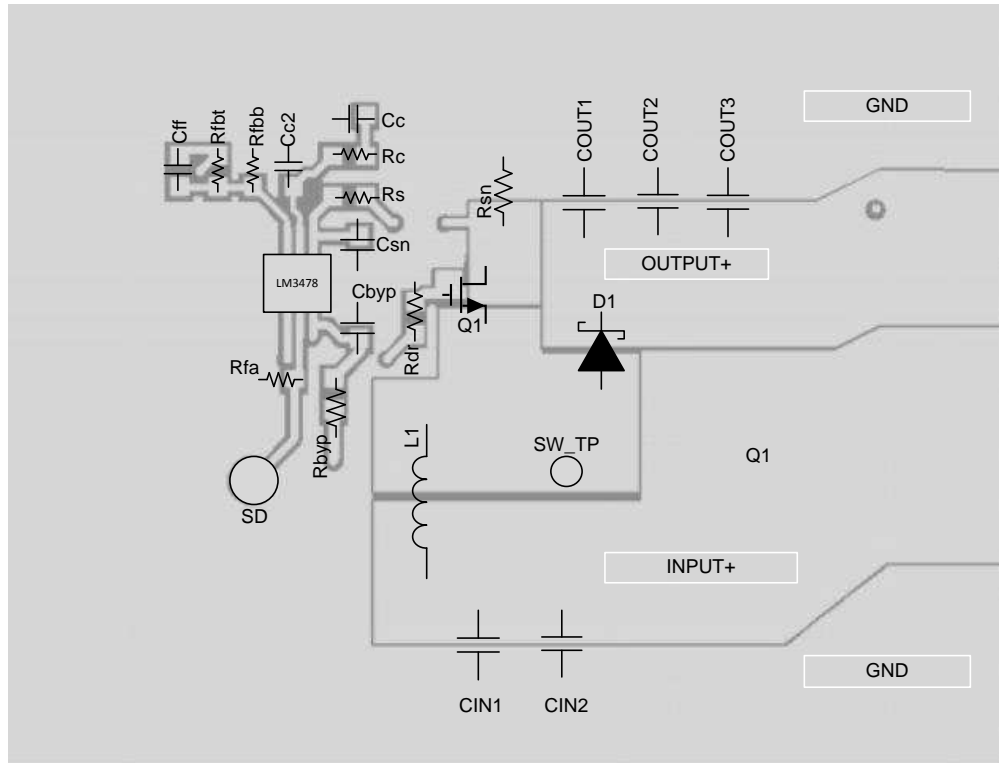 GND
COUT1
COUT2
COUT3
Cff
Rfbt
Rfbb
Cc2
Cc
Rc
Rs
Rsn
Csn
OUTPUT+
LM3478
Cbyp
D1
Q1
Rdr
Rfa
L1
SW_TP
Q1
Rbyp
SD
INPUT+
GND
CIN1
CIN2